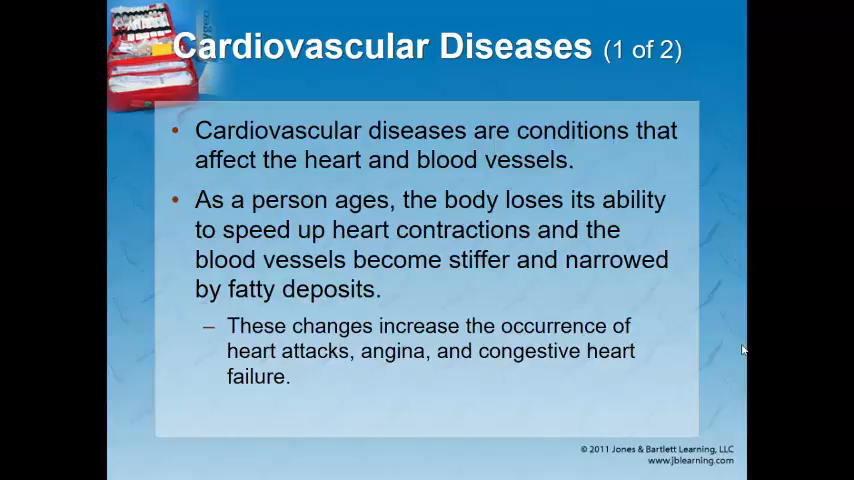 Cardiovascular Diseases (1 of 2)
• Cardiovascular diseases are conditions that
affect the heart and blood vessels.
• As a person ages, the body loses its ability
to speed up heart contractions and the
blood vessels become stiffer and narrowed
by fatty deposits.
– These changes increase the occurrence of
heart attacks, angina, and congestive heart
failure.
© 2011 Jones & Bartlett Learning, LLC
www.jblearning.com